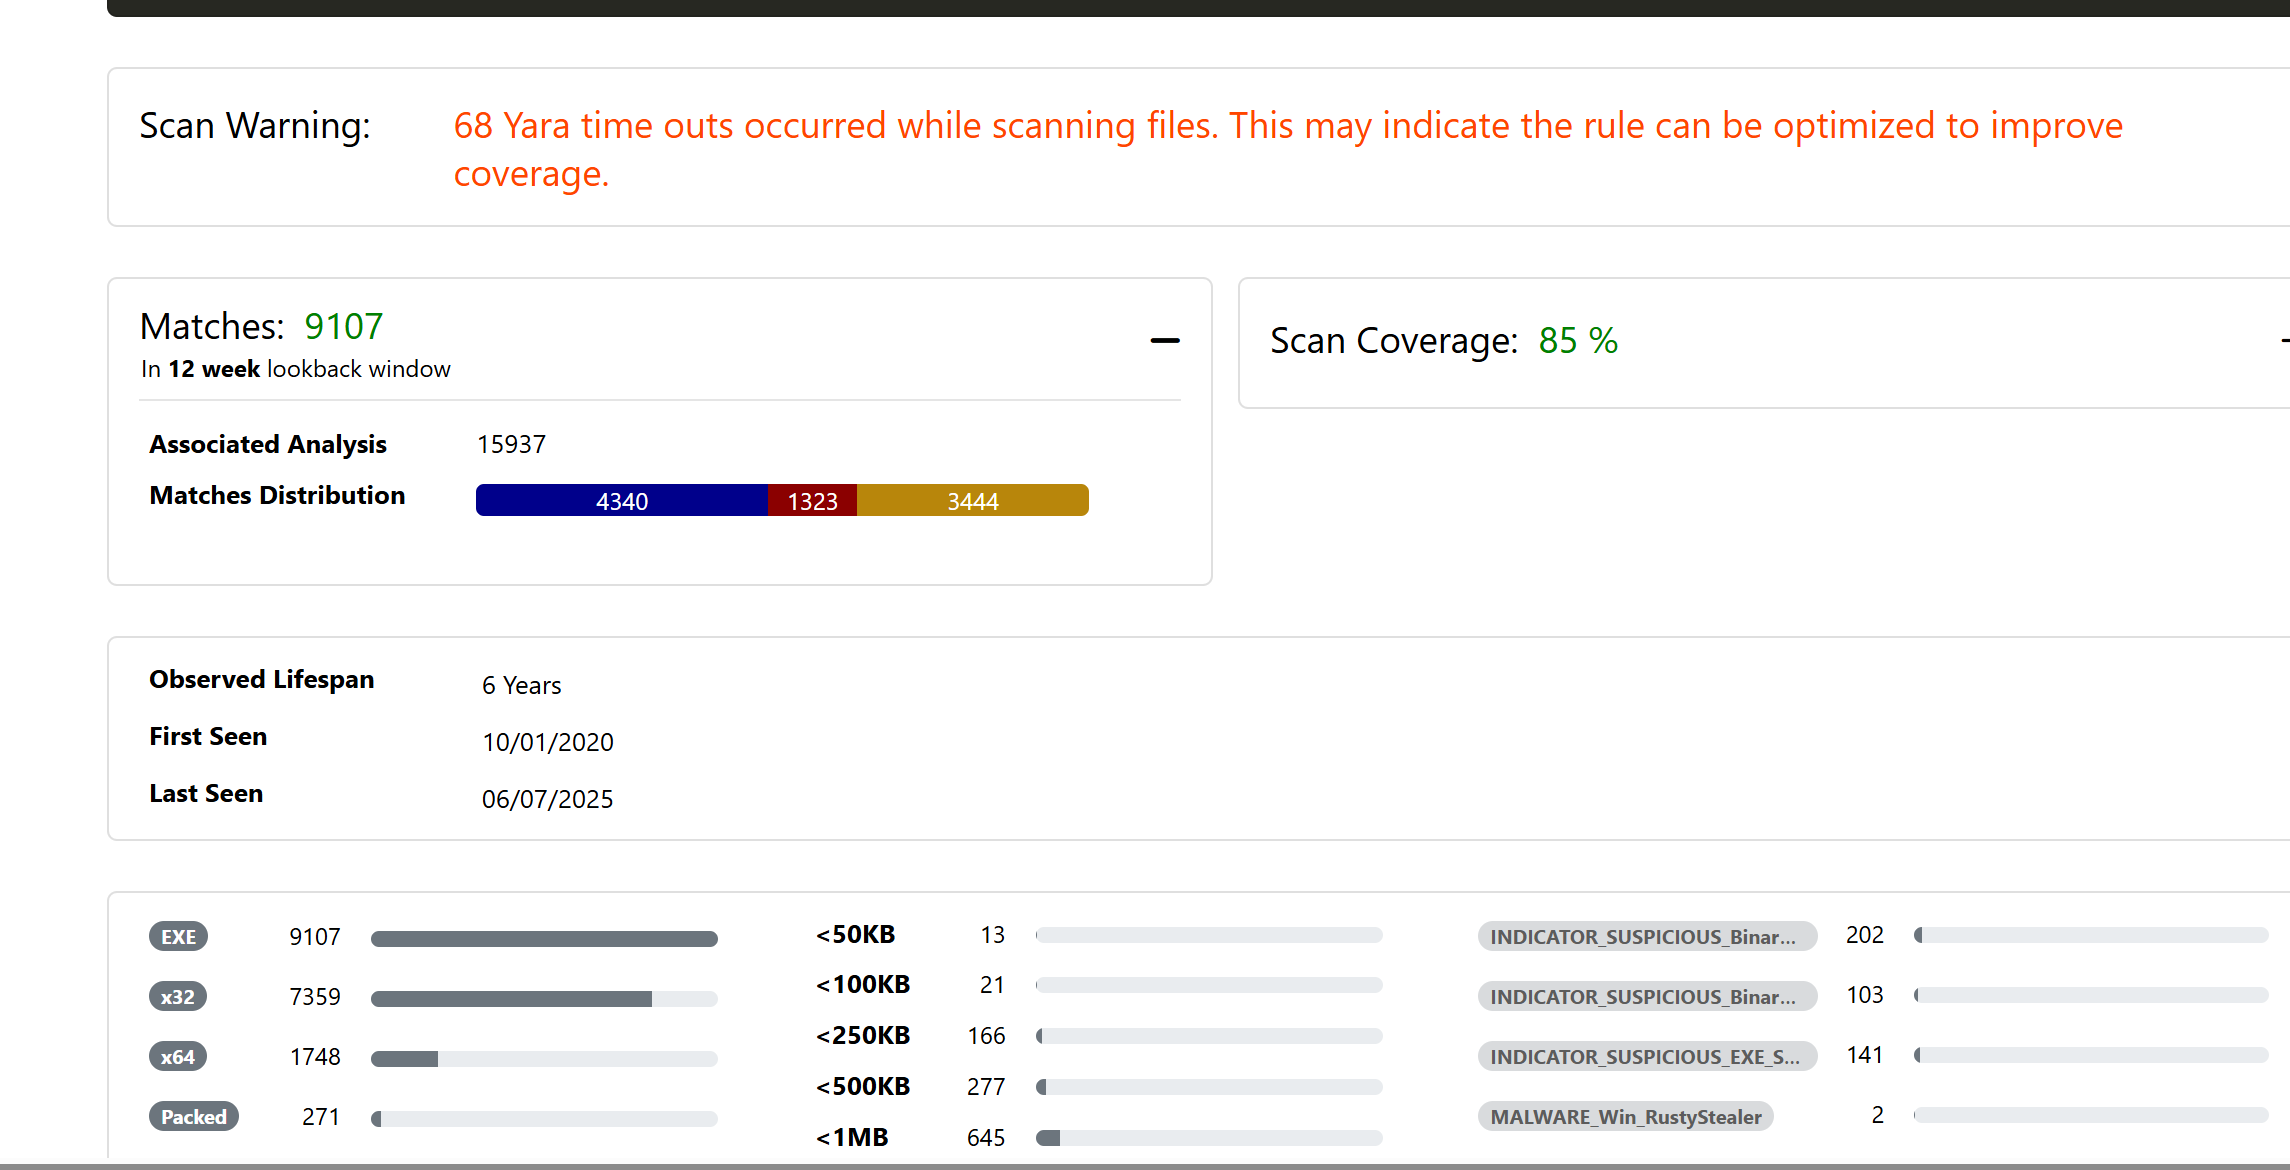 Scan Warning: 68 Yara time outs occurred while scanning files. This may indicate the rule can be optimized to improve
coverage.
Matches: 9107
In 12 week lookback window
Associated Analysis 15937
Matches Distribution 4340 1323 3444
Scan Coverage: 85 %
Observed Lifespan 6 Years
First Seen 10/01/2020
Last Seen 06/07/2025
EXE 9107
x32 7359
x64 1748
Packed 271
<50KB 13
<100KB 21
<250KB 166
<500KB 277
<1MB 645
INDICATOR_SUSPICIOUS_Binar... 202
INDICATOR_SUSPICIOUS_Binar... 103
INDICATOR_SUSPICIOUS_EXE_S... 141
MALWARE_Win_RustyStealer 2